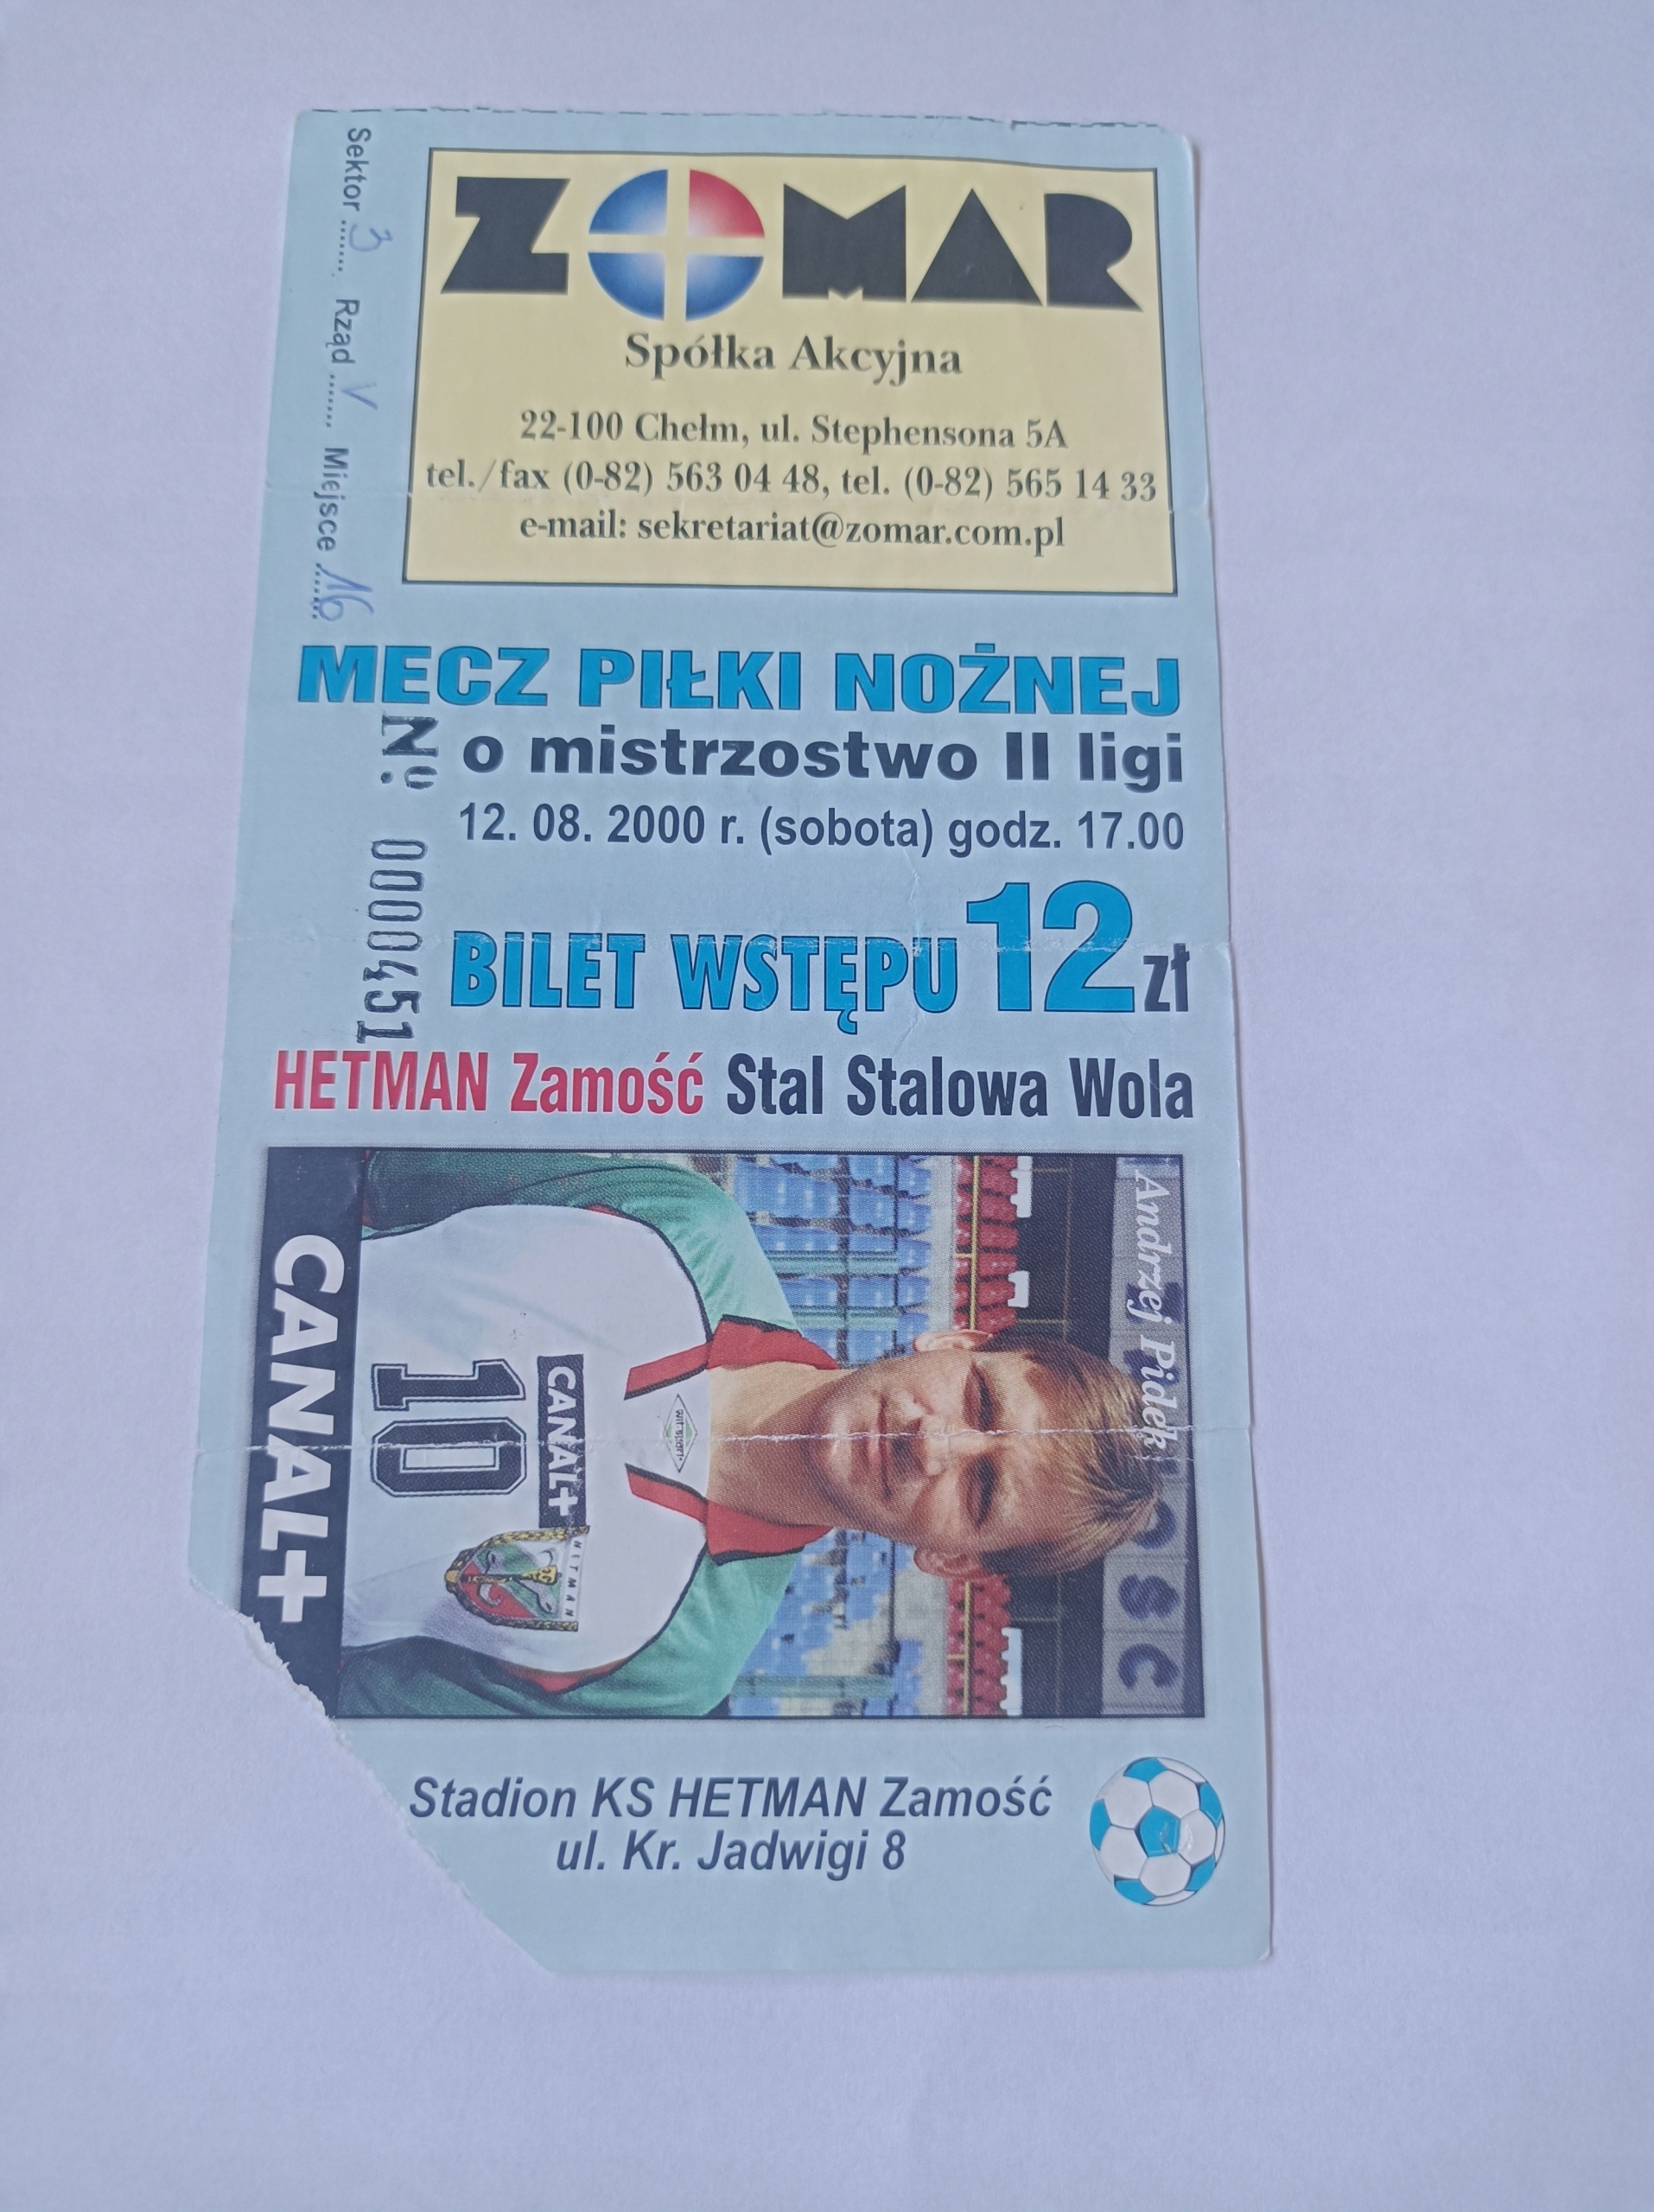 ZOMAR
Spółka Akcyjna
22-100 Chełm, ul. Stephensona 5A
tel./fax (0-82) 563 04 48, tel. (0-82) 565 14 33
e-mail: sekretariat@zomar.com.pl
Sektor ....3.... Rząd ....V.... Miejsce ....16....
MECZ PIŁKI NOŻNEJ
o mistrzostwo II ligi
12. 08. 2000 r. (sobota) godz. 17.00
Nº 000451
BILET WSTĘPU 12 zł
HETMAN Zamość Stal Stalowa Wola
Andrzej Pidek
OSC
CANAL+
10
HETMAN
CANAL+
Stadion KS HETMAN Zamość
ul. Kr. Jadwigi 8